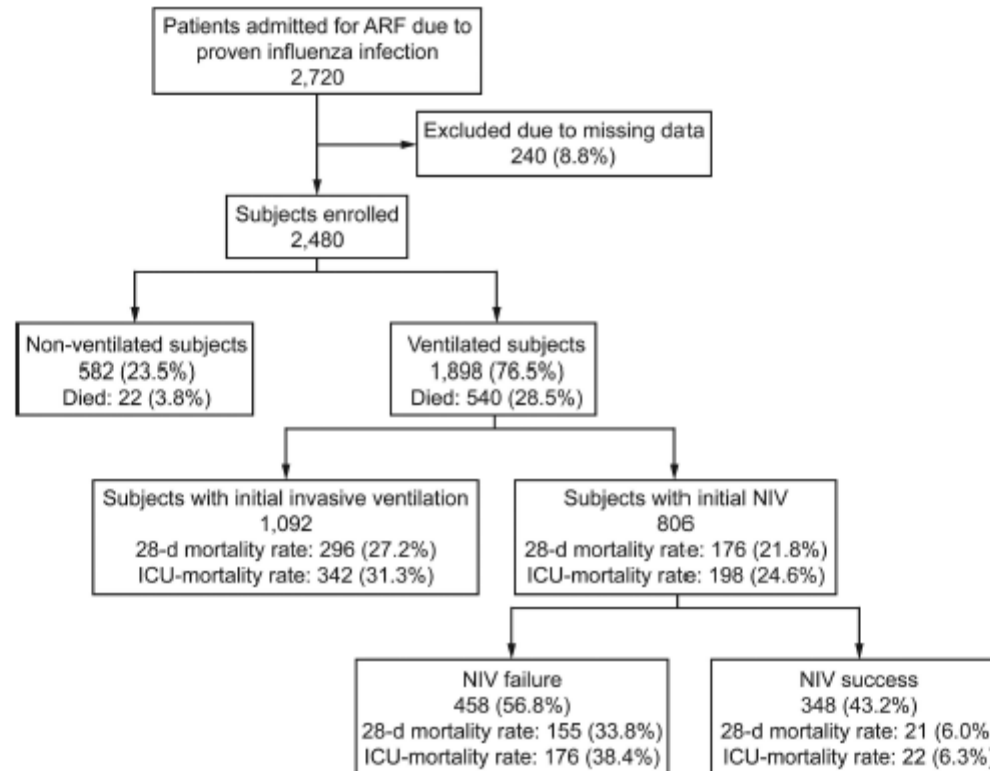 Patients admitted for ARF due to
proven influenza infection
2,720
Excluded due to missing data
240 (8.8%)
Subjects enrolled
2,480
Non-ventilated subjects
582 (23.5%)
Died: 22 (3.8%)
Ventilated subjects
1,898 (76.5%)
Died: 540 (28.5%)
Subjects with initial invasive ventilation
1,092
28-d mortality rate: 296 (27.2%)
ICU-mortality rate: 342 (31.3%)
Subjects with initial NIV
806
28-d mortality rate: 176 (21.8%)
ICU-mortality rate: 198 (24.6%)
NIV failure
458 (56.8%)
28-d mortality rate: 155 (33.8%)
ICU-mortality rate: 176 (38.4%)
NIV success
348 (43.2%)
28-d mortality rate: 21 (6.0%
ICU-mortality rate: 22 (6.3%)